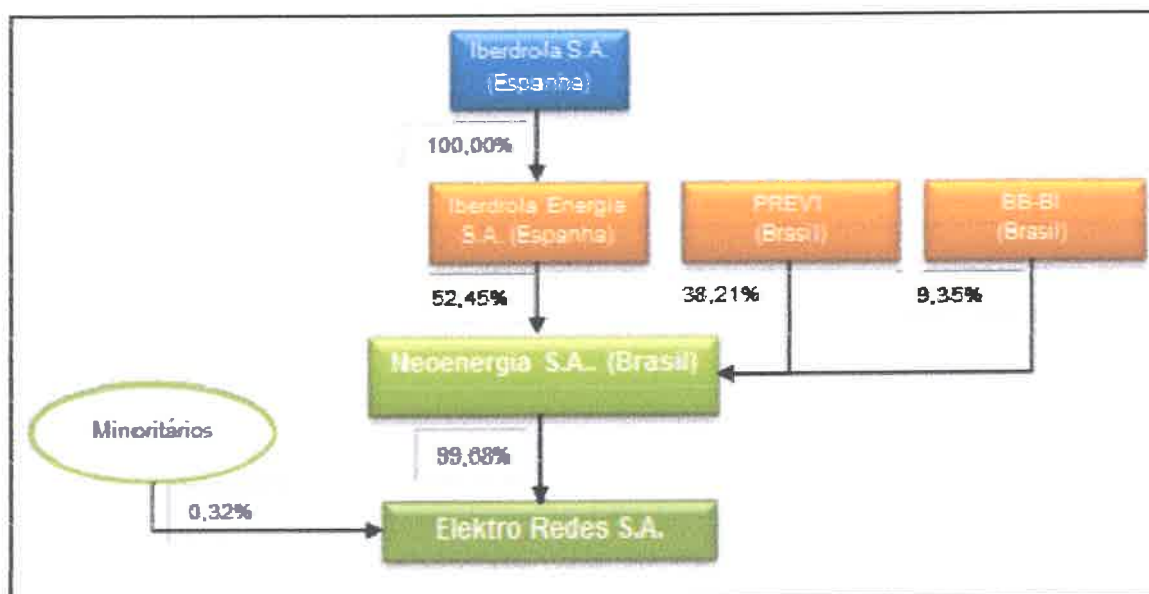 Iberdrola S.A.
(Espanha)
100,00%
Iberdrola Energia
S.A. (Espanha)
PREVI
(Brasil)
BB-BI
(Brasil)
52,45%
38,21%
9,35%
Neoenergia S.A.. (Brasil)
Minoritários
99,68%
0,32%
Elektro Redes S.A.